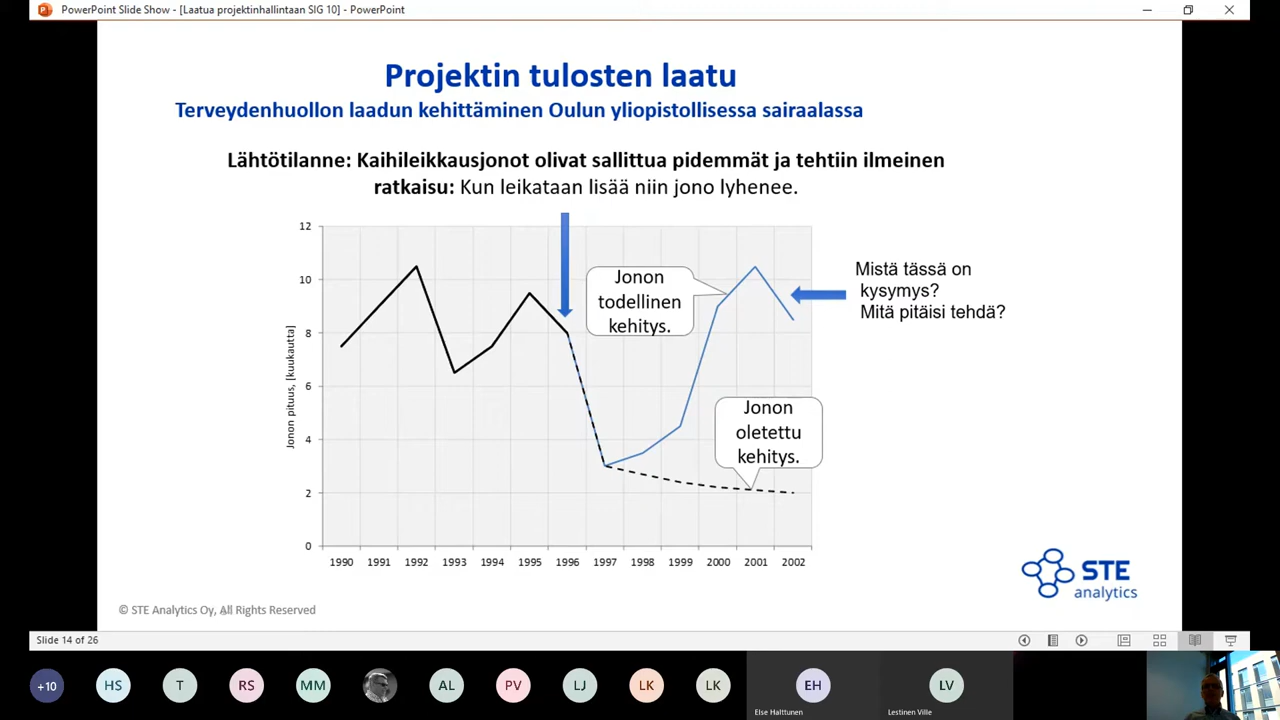 PowerPoint Slide Show - [Laatua projektinhallintaan SIG 10] - PowerPoint
Projektin tulosten laatu
Terveydenhuollon laadun kehittäminen Oulun yliopistollisessa sairaalassa
Lähtötilanne: Kaihileikkausjonot olivat sallittua pidemmät ja tehtiin ilmeinen
ratkaisu: Kun leikataan lisää niin jono lyhenee.
12
10
8
6
4
2
0
Jonon pituus, [kuukautta]
Jonon
todellinen
kehitys.
Mistä tässä on
kysymys?
Mitä pitäisi tehdä?
Jonon
oletettu
kehitys.
1990 1991 1992 1993 1994 1995 1996 1997 1998 1999 2000 2001 2002
STE
analytics
© STE Analytics Oy, All Rights Reserved
Slide 14 of 26
+10 HS T RS MM AL PV LJ LK LK EH LV
Else Halttunen Lestinen Ville